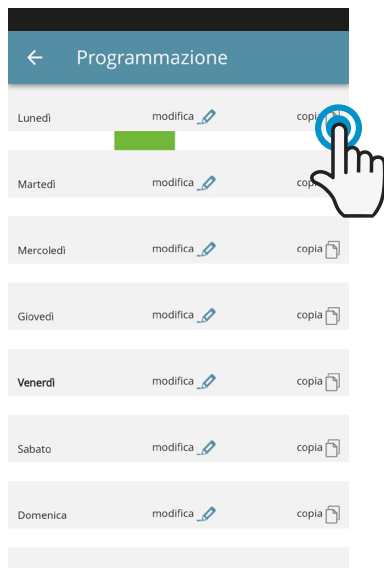 Programmazione
Lunedì modifica copia
Martedì modifica copia
Mercoledì modifica copia
Giovedì modifica copia
Venerdì modifica copia
Sabato modifica copia
Domenica modifica copia